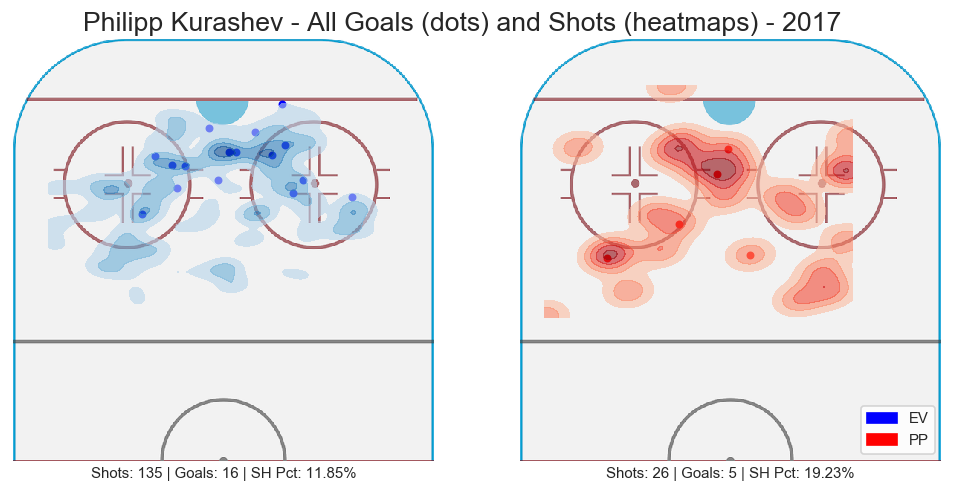 Philipp Kurashev - All Goals (dots) and Shots (heatmaps) - 2017
EV
PP
Shots: 135 | Goals: 16 | SH Pct: 11.85%
Shots: 26 | Goals: 5 | SH Pct: 19.23%